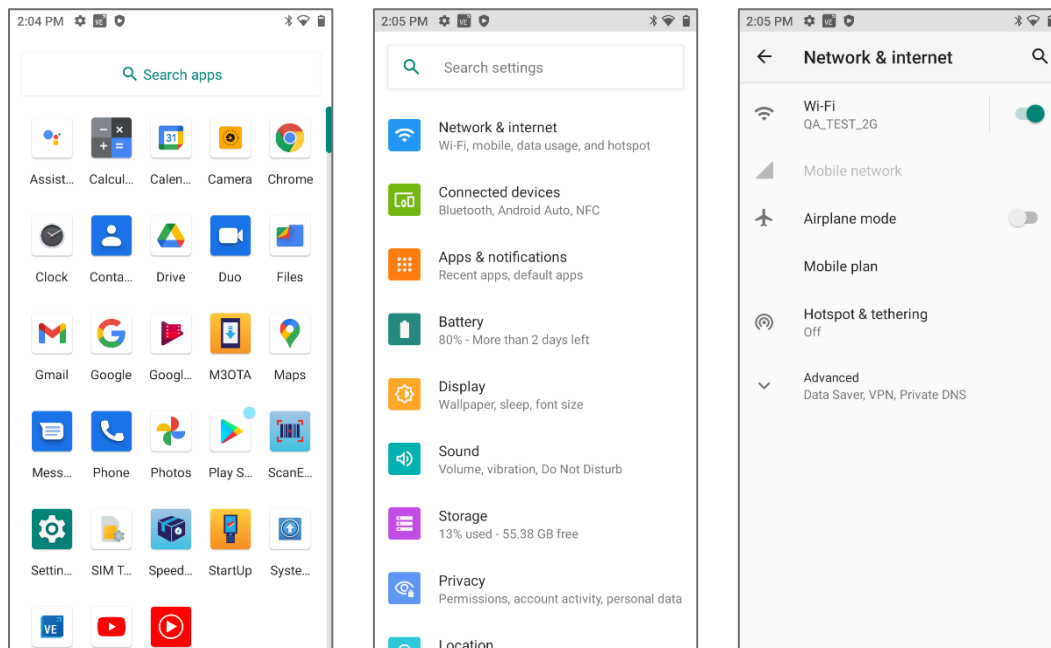 2:04 PM
Search apps
31
Assist...
Calcul...
Calen...
Camera
Chrome
Clock
Conta...
Drive
Duo
Files
Gmail
Google
Googl...
M3OTA
Maps
Mess...
Phone
Photos
Play S...
ScanE...
Settin...
SIM T...
Speed...
StartUp
Syste...
VE
2:05 PM
Search settings
Network & internet
Wi-Fi, mobile, data usage, and hotspot
Connected devices
Bluetooth, Android Auto, NFC
Apps & notifications
Recent apps, default apps
Battery
80% - More than 2 days left
Display
Wallpaper, sleep, font size
Sound
Volume, vibration, Do Not Disturb
Storage
13% used - 55.38 GB free
Privacy
Permissions, account activity, personal data
Location
2:05 PM
Network & internet
Wi-Fi
QA_TEST_2G
Mobile network
Airplane mode
Mobile plan
Hotspot & tethering
Off
Advanced
Data Saver, VPN, Private DNS